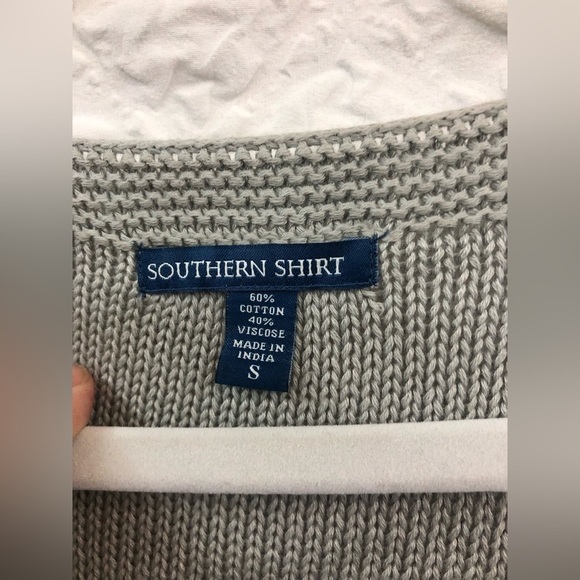 SOUTHERN SHIRT
60%
COTTON
40%
VISCOSE
MADE IN
INDIA
S